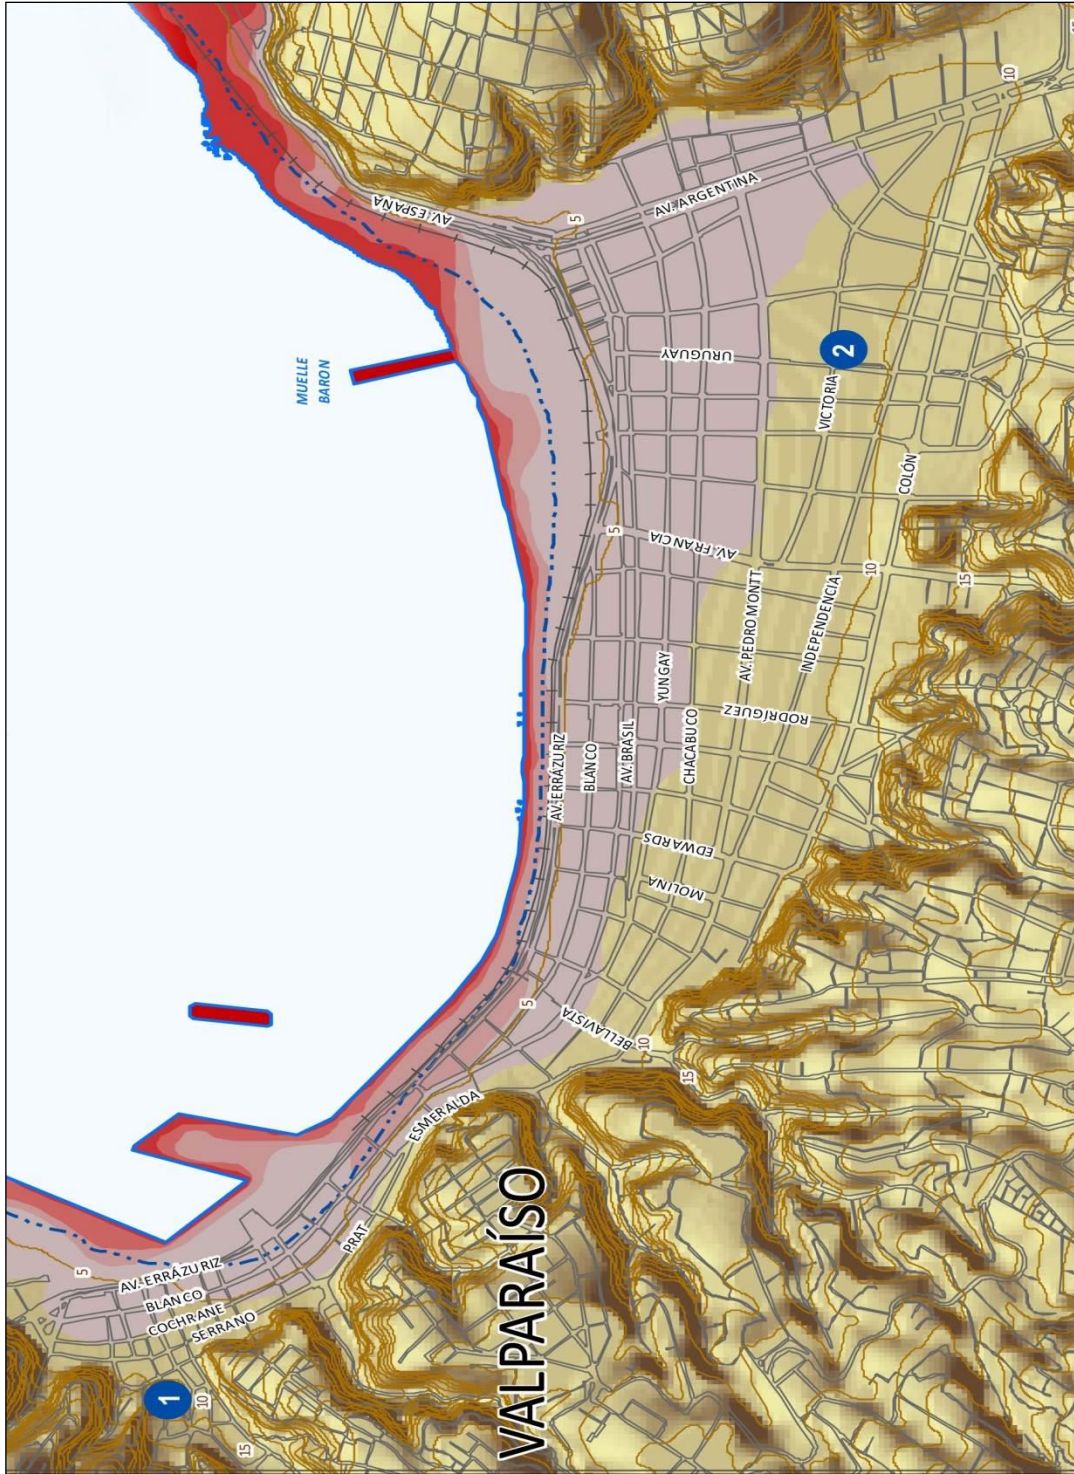 MUELLE
BARON
AV. ESPAÑA
AV. ARGENTINA
5
10
15
URUGUAY
2
VICTORIA
COLÓN
AV. FRANCIA
5
AV. PEDRO MONTT
INDEPENDENCIA
10
15
YUNGAY
RODRÍGUEZ
CHACABUCO
AV. BRASIL
BLANCO
AV. ERRÁZURIZ
EDWARDS
MOLINA
BELLAVISTA
5
10
15
ESMERALDA
PRAT
VALPARAÍSO
5
AV. ERRÁZURIZ
BLANCO
COCHRANE
SERRANO
1
10
15